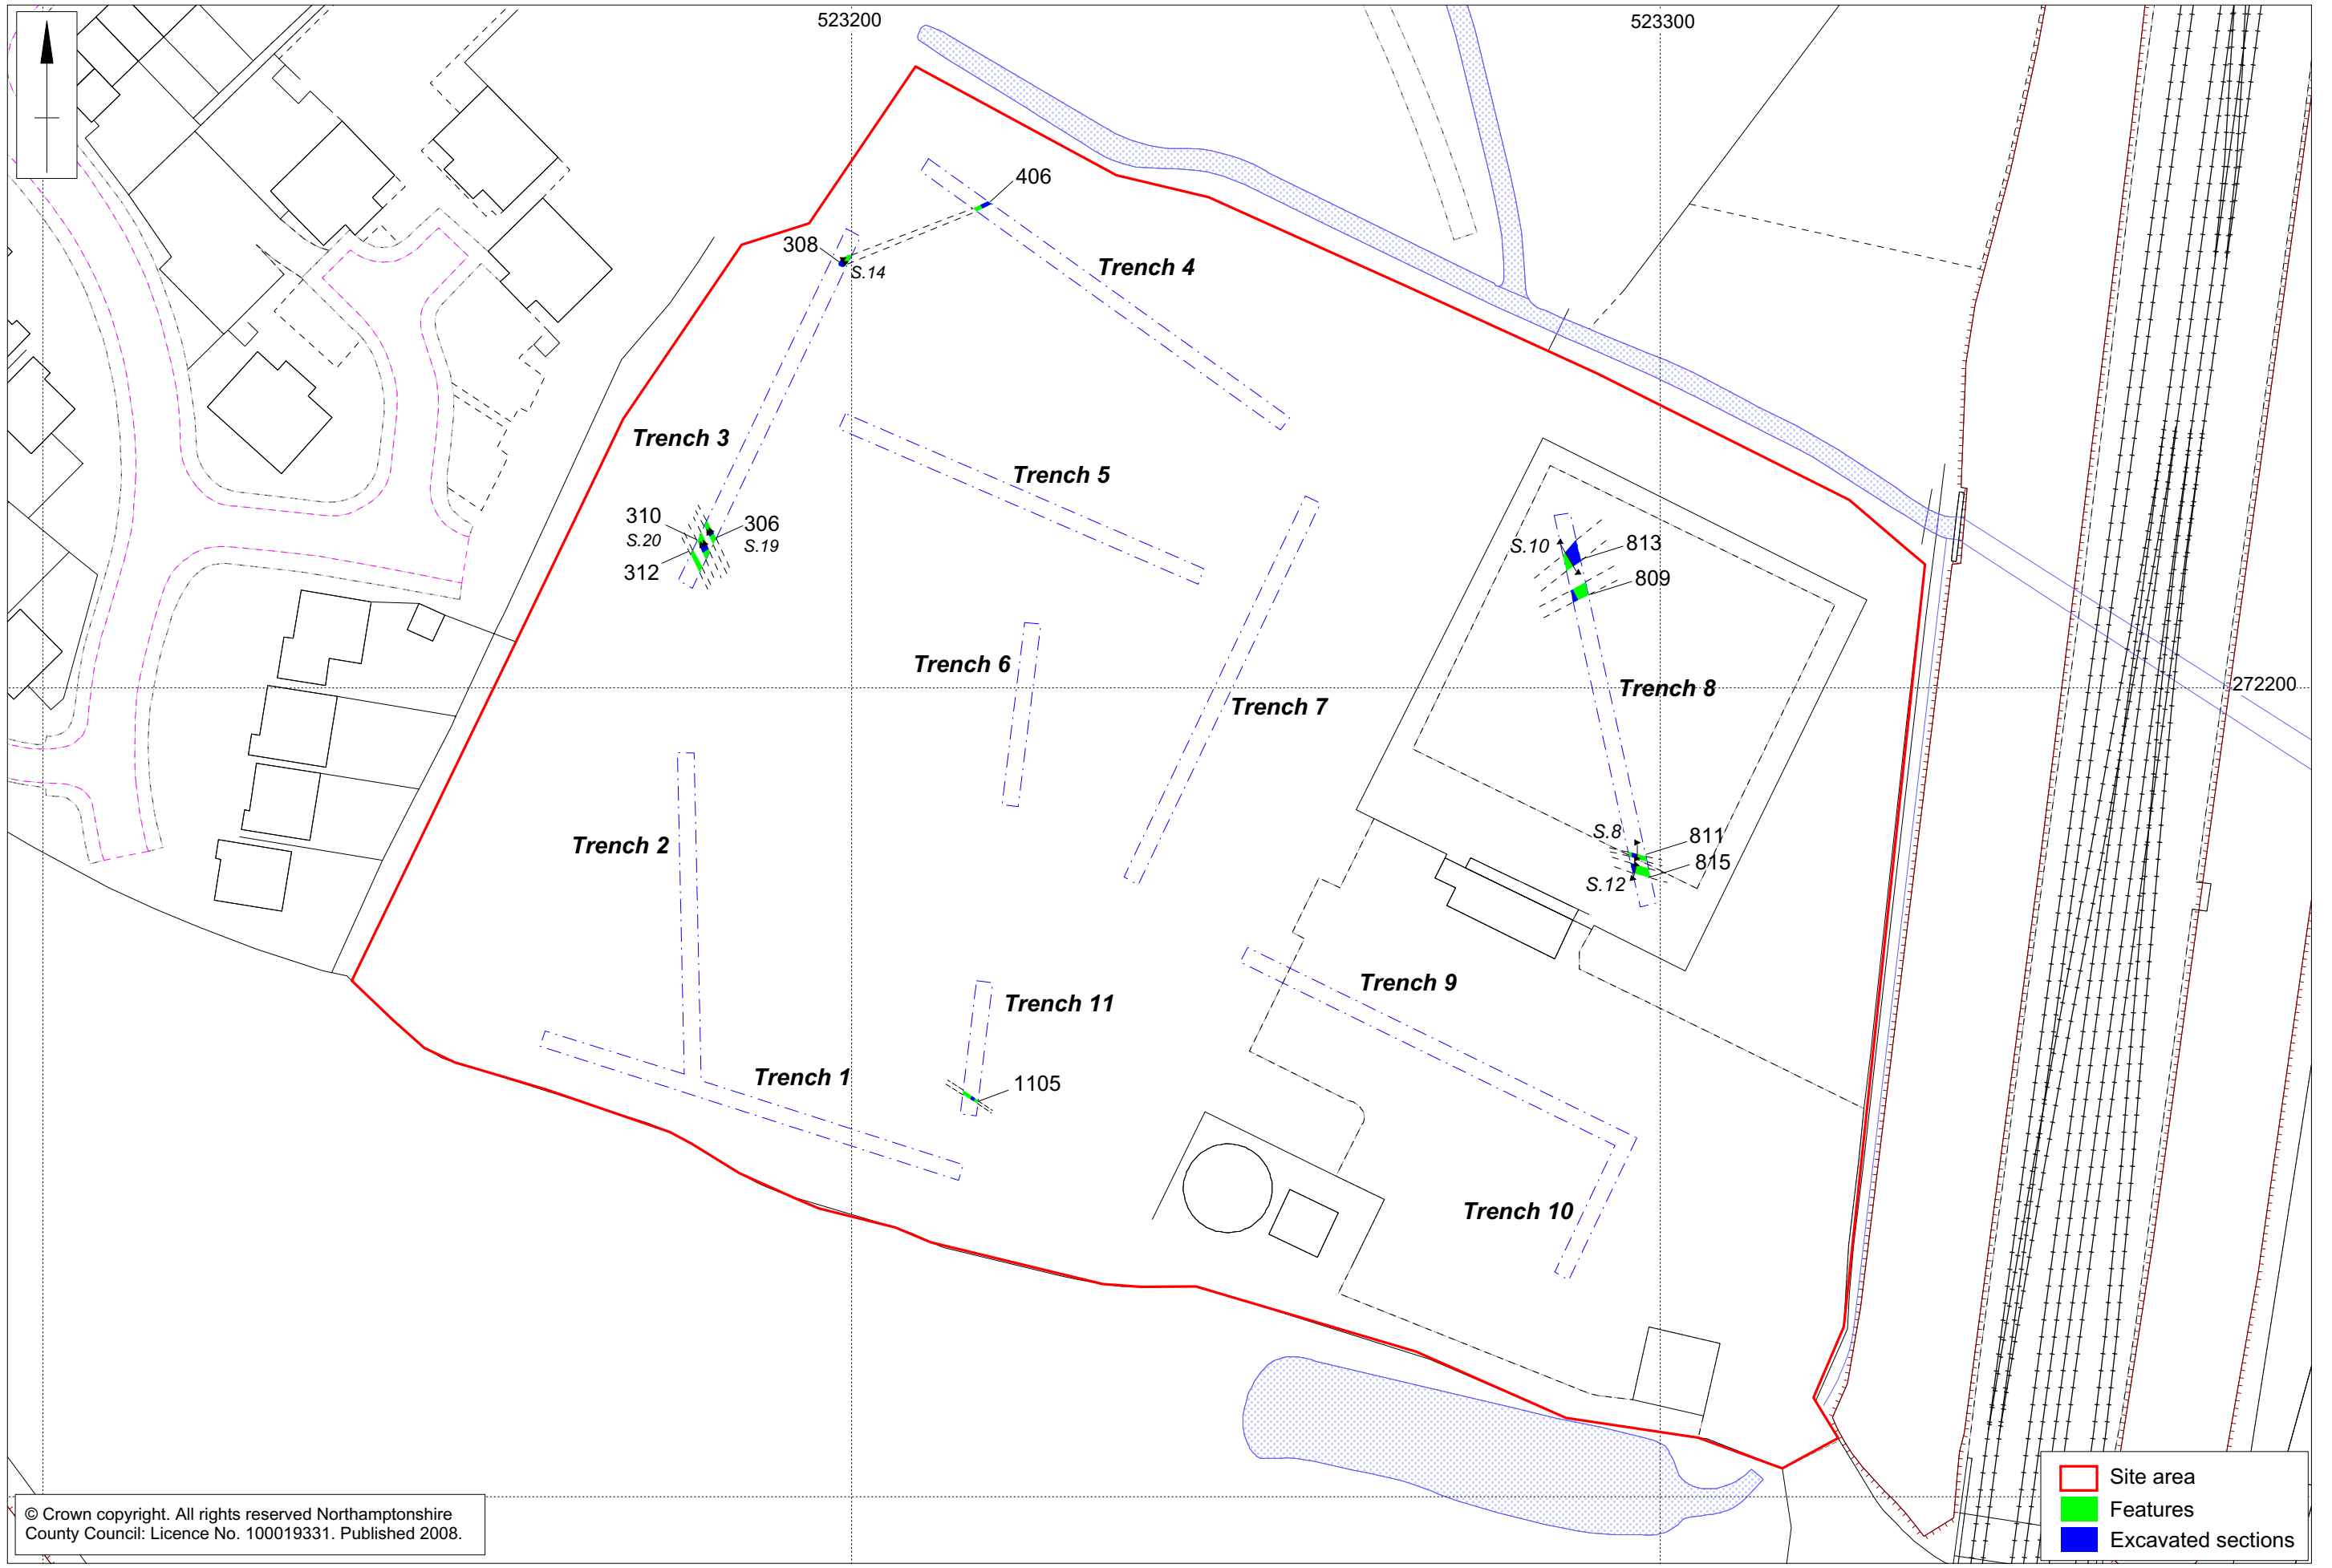 523200
523300
406
308
S.14
Trench 4
Trench 3
Trench 5
310
306
S.20
S.19
312
S.10
813
809
Trench 6
Trench 8
272200
Trench 7
S.8
811
Trench 2
815
S.12
Trench 9
Trench 11
Trench 1
1105
Trench 10
Site area
Features
Excavated sections
© Crown copyright. All rights reserved Northamptonshire
County Council: Licence No. 100019331. Published 2008.